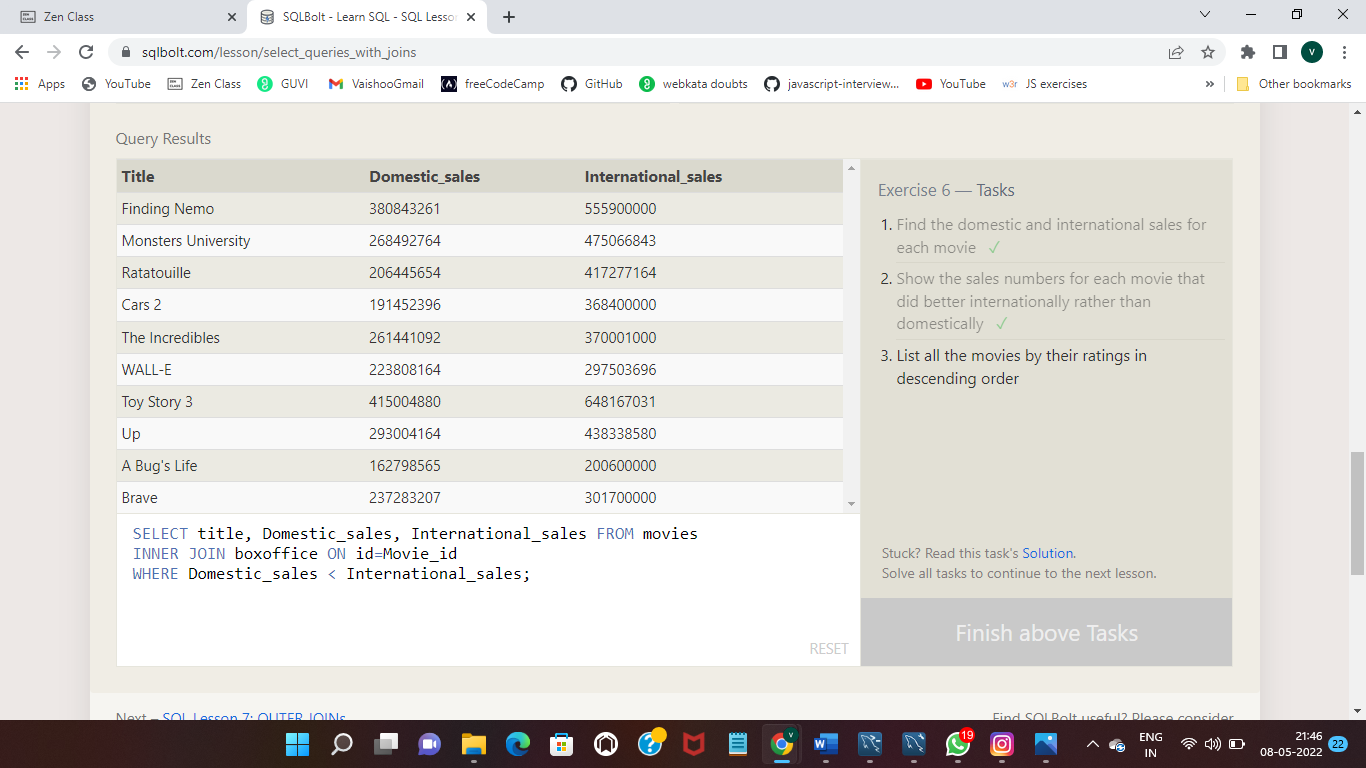 Zen Class
SQLBolt - Learn SQL - SQL Lesson
sqlbolt.com/lesson/select_queries_with_joins
V
Apps YouTube Zen Class GUVI VaishooGmail freeCodeCamp GitHub webkata doubts javascript-interview... YouTube w3r JS exercises » Other bookmarks
Query Results
Title Domestic_sales International_sales
Finding Nemo 380843261 555900000
Monsters University 268492764 475066843
Ratatouille 206445654 417277164
Cars 2 191452396 368400000
The Incredibles 261441092 370001000
WALL-E 223808164 297503696
Toy Story 3 415004880 648167031
Up 293004164 438338580
A Bug's Life 162798565 200600000
Brave 237283207 301700000
SELECT title, Domestic_sales, International_sales FROM movies
INNER JOIN boxoffice ON id=Movie_id
WHERE Domestic_sales < International_sales;
RESET
Exercise 6 — Tasks
1. Find the domestic and international sales for
each movie ✓
2. Show the sales numbers for each movie that
did better internationally rather than
domestically ✓
3. List all the movies by their ratings in
descending order
Stuck? Read this task's Solution.
Solve all tasks to continue to the next lesson.
Finish above Tasks
Next – SQL Lesson 7: OUTER JOINs
Find SQLBolt useful? Please consider
19
ENG
IN
21:46
08-05-2022
22